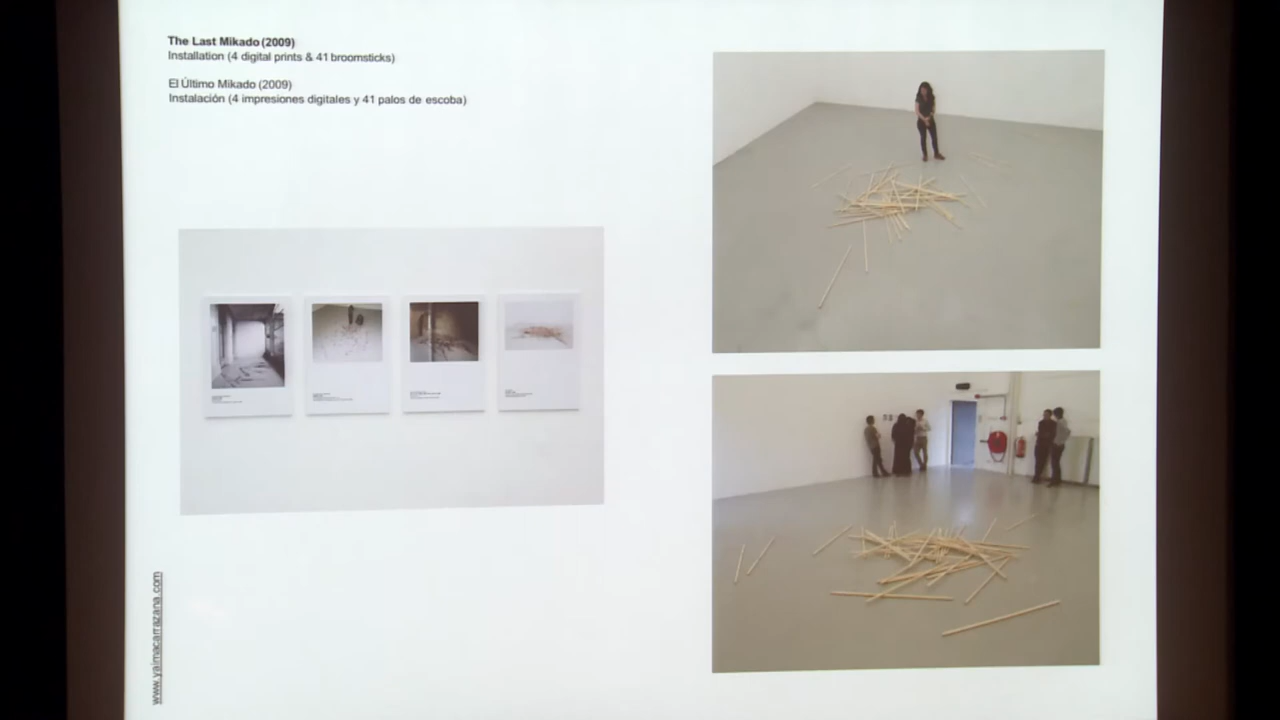 The Last Mikado (2009)
Installation (4 digital prints & 41 broomsticks)
El Último Mikado (2009)
Instalación (4 impresiones digitales y 41 palos de escoba)
www.yaimacarrazana.com